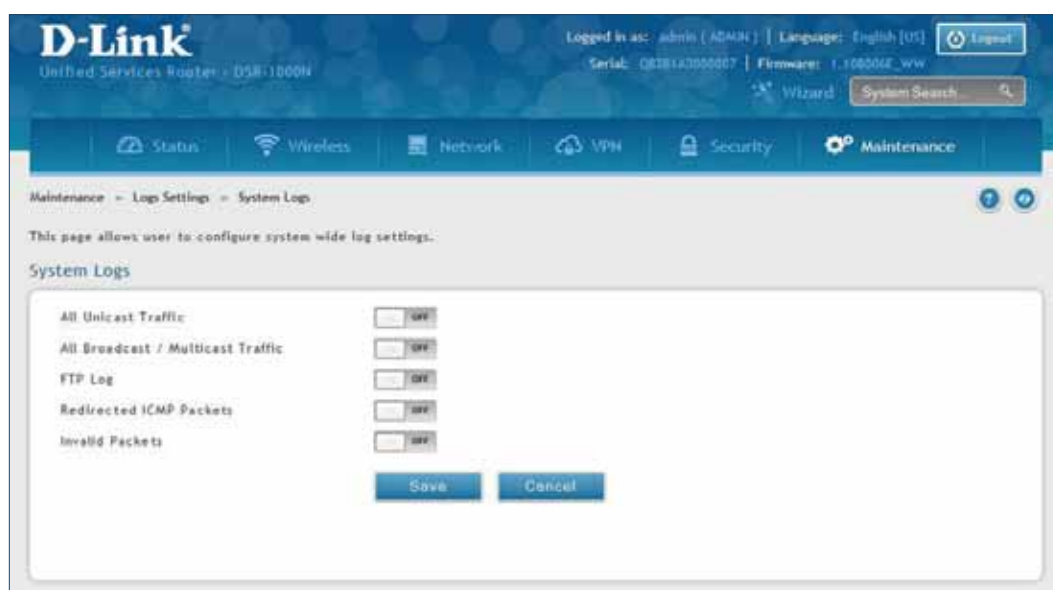 D-Link
Unified Services Router - DSR-1000N
Logged in as: admin ( ADMIN ) | Language: English [US]
Logout
Serial: | Firmware:
Wizard
System Search...
Status
Wireless
Network
VPN
Security
Maintenance
Maintenance » Logs Settings » System Logs
This page allows user to configure system wide log settings.
System Logs
All Unicast Traffic OFF
All Broadcast / Multicast Traffic OFF
FTP Log OFF
Redirected ICMP Packets OFF
Invalid Packets OFF
Save
Cancel